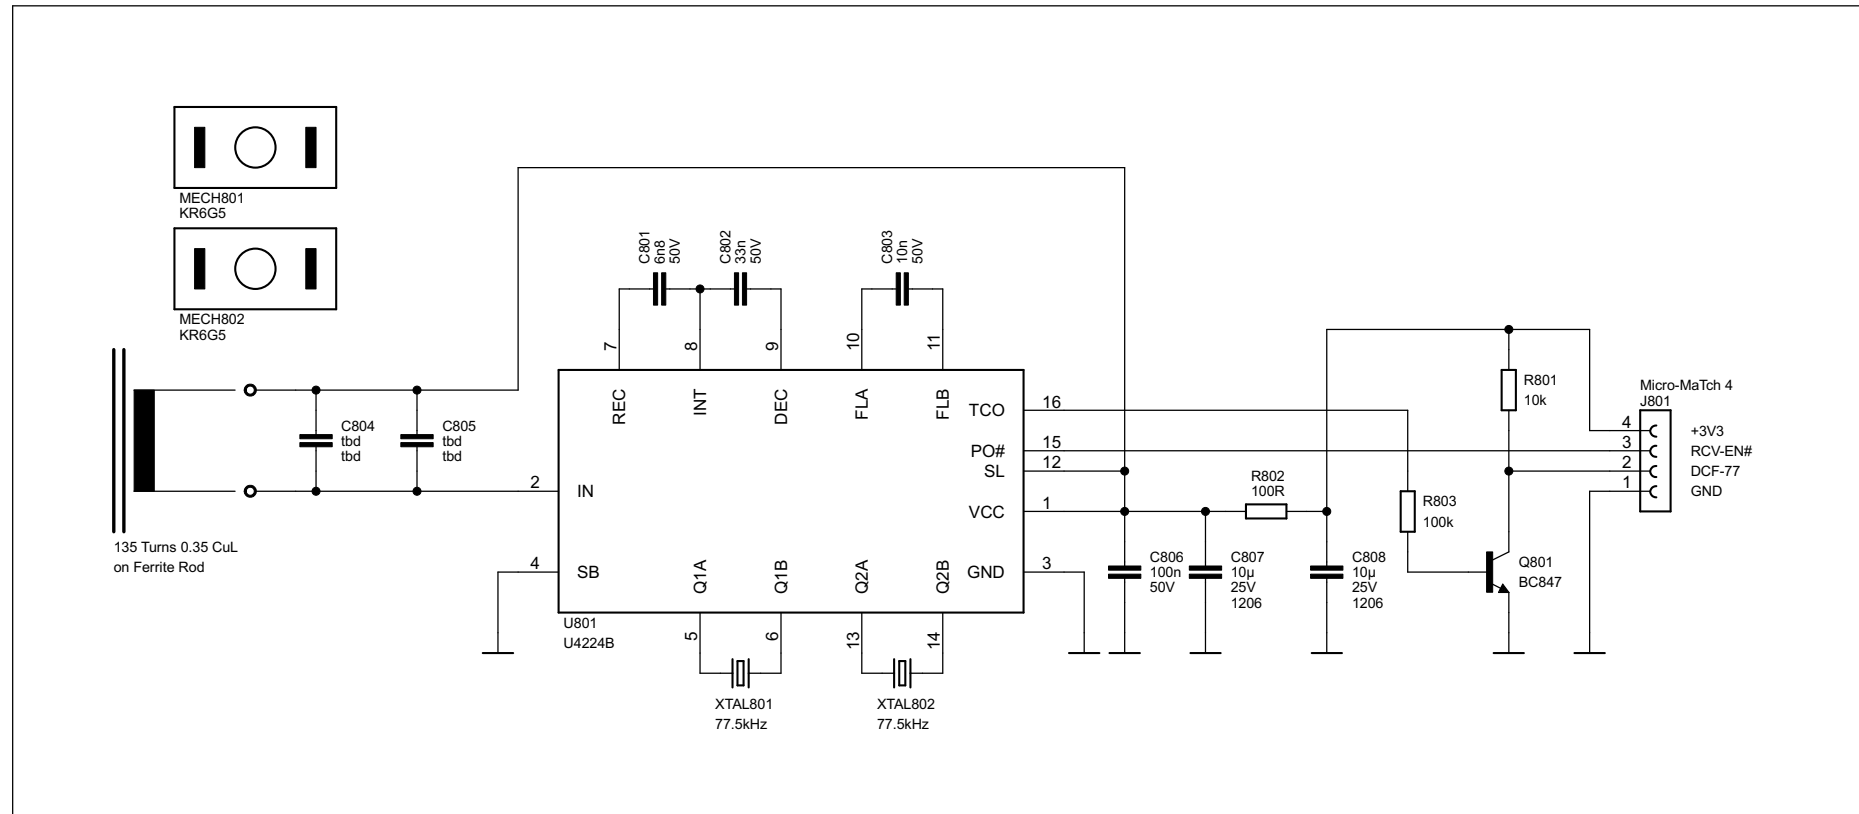 MECH801
KR6G5
MECH802
KR6G5
135 Turns 0.35 CuL
on Ferrite Rod
C804
tbd
tbd
C805
tbd
tbd
C801
6n8
50V
C802
33n
50V
C803
10n
50V
7
8
9
10
11
REC
INT
DEC
FLA
FLB
TCO
16
PO#
15
SL
12
2
IN
VCC
1
4
SB
GND
3
Q1A
Q1B
Q2A
Q2B
U801
U4224B
5
6
13
14
XTAL801
77.5kHz
XTAL802
77.5kHz
R802
100R
C806
100n
50V
C807
10µ
25V
1206
C808
10µ
25V
1206
R803
100k
R801
10k
Q801
BC847
Micro-MaTch 4
J801
4
+3V3
3
RCV-EN#
2
DCF-77
1
GND